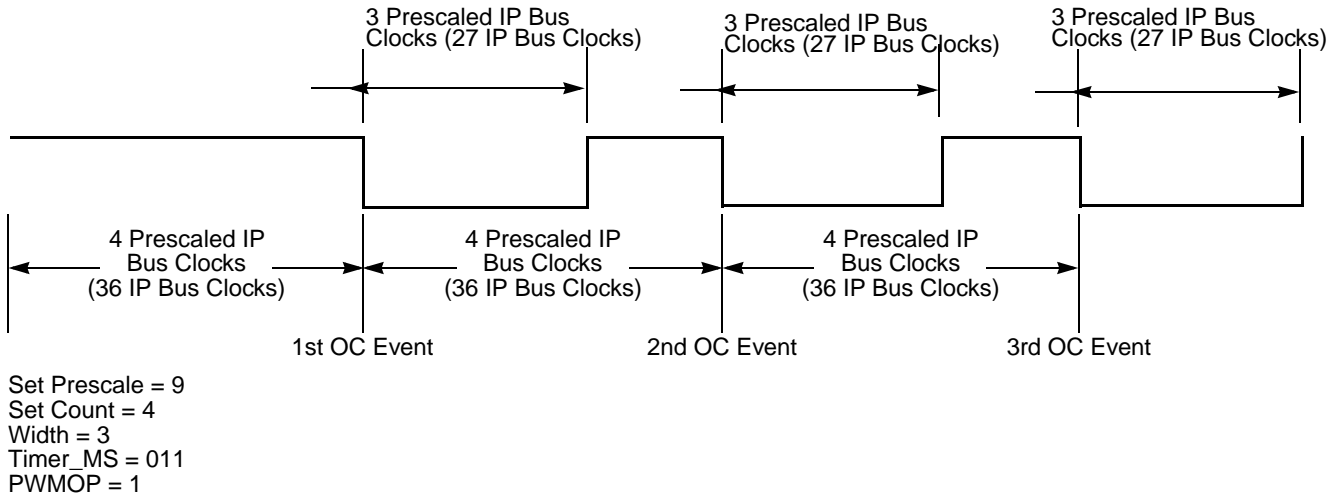 3 Prescaled IP Bus
Clocks (27 IP Bus Clocks)
3 Prescaled IP Bus
Clocks (27 IP Bus Clocks)
3 Prescaled IP Bus
Clocks (27 IP Bus Clocks)
4 Prescaled IP
Bus Clocks
(36 IP Bus Clocks)
4 Prescaled IP
Bus Clocks
(36 IP Bus Clocks)
4 Prescaled IP
Bus Clocks
(36 IP Bus Clocks)
1st OC Event
2nd OC Event
3rd OC Event
Set Prescale = 9
Set Count = 4
Width = 3
Timer_MS = 011
PWMOP = 1